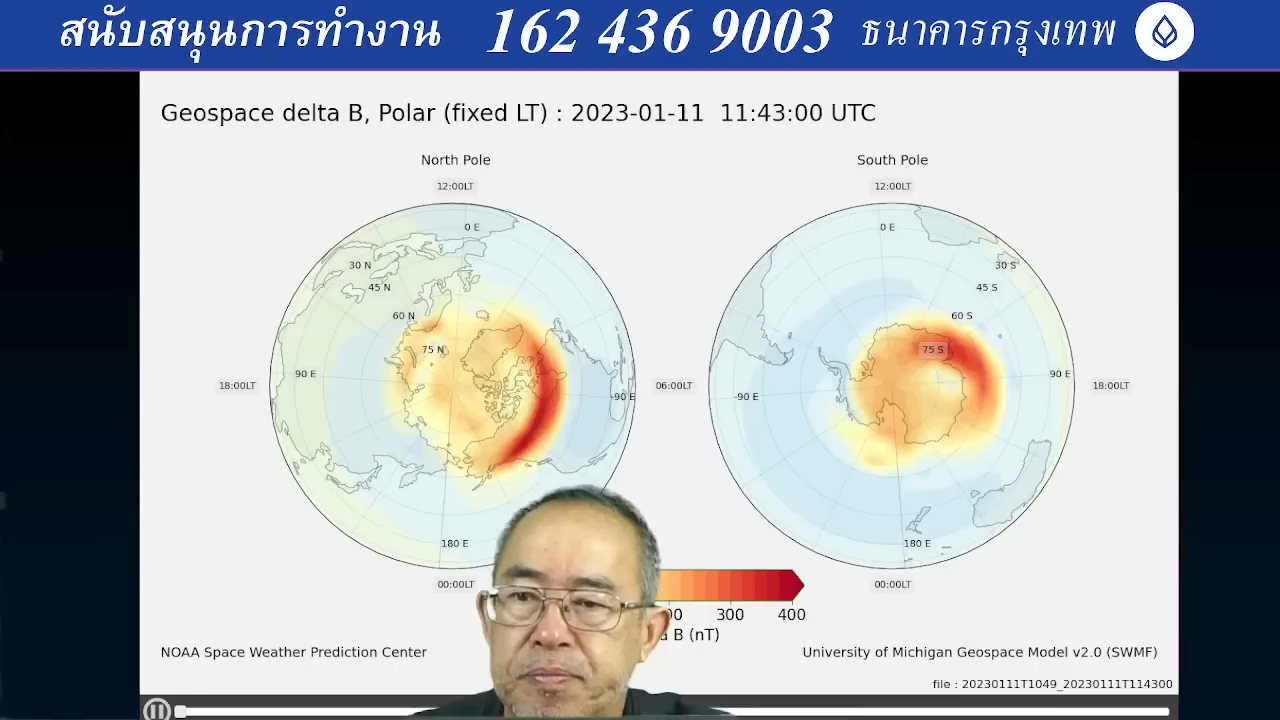 สนับสนุนการทำงาน 162 436 9003 ธนาคารกรุงเทพ
Geospace delta B, Polar (fixed LT) : 2023-01-11 11:43:00 UTC
North Pole South Pole
12:00LT 12:00LT
0 E 0 E
30 N 30 S
45 N 45 S
60 N 60 S
75 N 75 S
90 E 90 E
18:00LT 06:00LT 18:00LT
-90 E -90 E
180 E 180 E
00:00LT 00:00LT
300 400
B (nT)
NOAA Space Weather Prediction Center University of Michigan Geospace Model v2.0 (SWMF)
file : 20230111T1049_20230111T114300